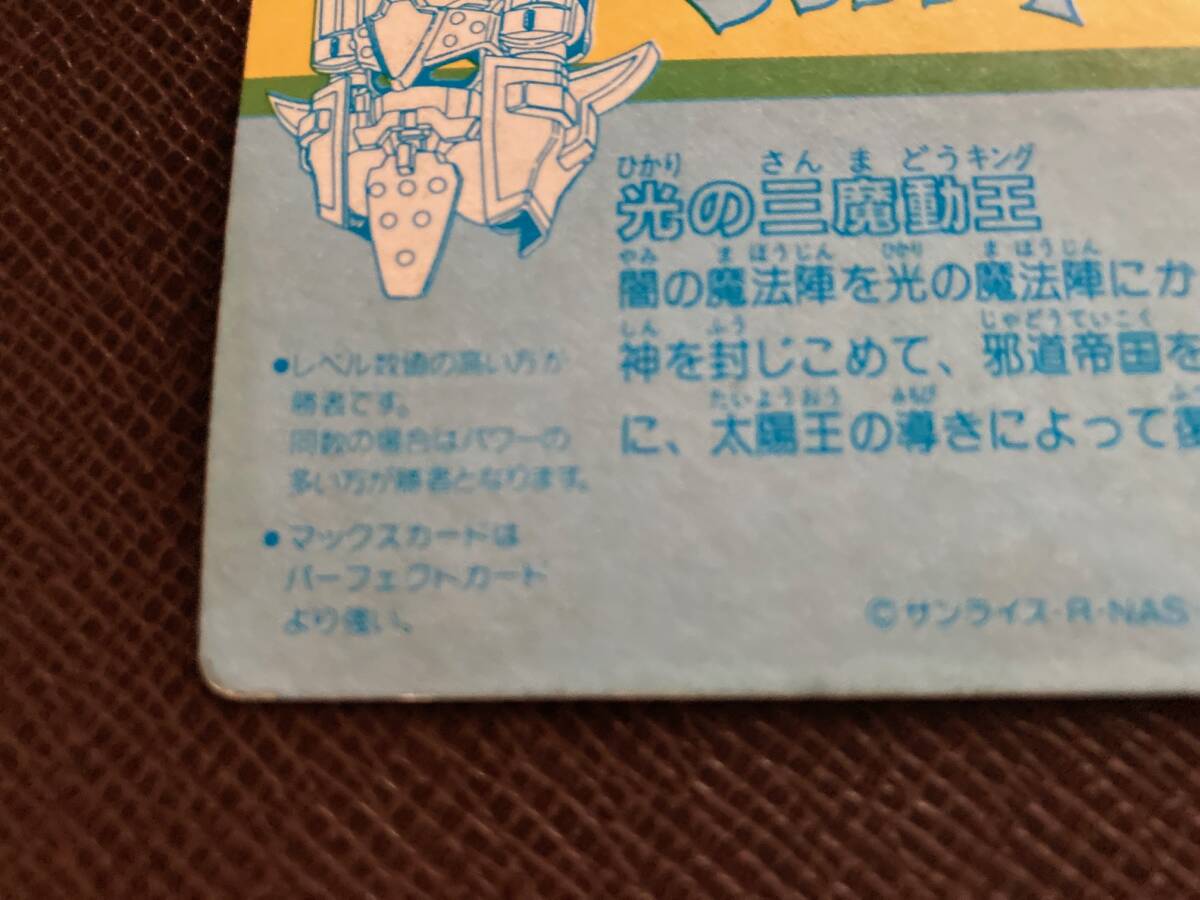 ひかり さんまどうキング
光の三魔動王
やみ まほうじん ひかり まほうじん
闇の魔法陣を光の魔法陣にか
しん ふう じゃどうていこく
神を封じこめて、邪道帝国を
たいようおう みちび
に、太陽王の導きによって復
●レベル数値の高い方が
勝者です。
同数の場合はパワーの
多い方が勝者となります。
●マックスカードは
パーフェクトカード
より強い。
©サンライズ・R・NAS